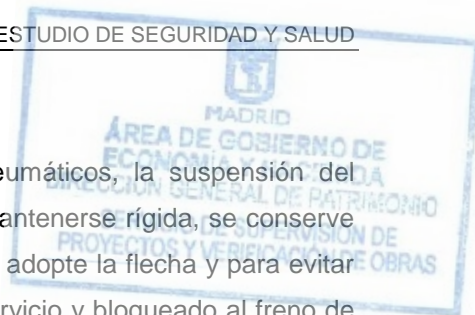 ESTUDIO DE SEGURIDAD Y SALUD
MADRID
ÁREA DE GOBIERNO DE
ECONOMÍA Y HACIENDA
DIRECCIÓN GENERAL DE PATRIMONIO
SUPERVISIÓN DE
PROYECTOS Y VERIFICACIÓN DE OBRAS
eumáticos, la suspensión del
antenerse rígida, se conserve
adopte la flecha y para evitar
rvicio y bloqueado al freno de